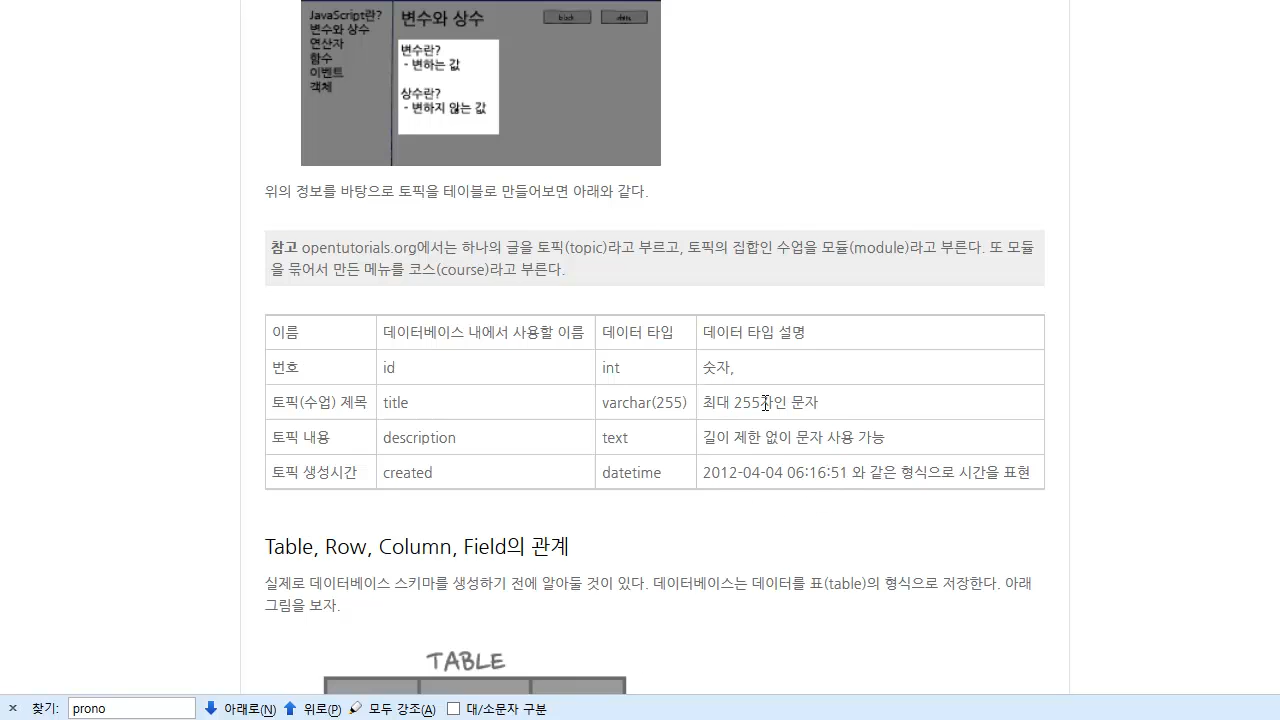 JavaScript란?
변수와 상수
연산자
함수
이벤트
객체
변수와 상수
변수란?
- 변하는 값
상수란?
- 변하지 않는 값
위의 정보를 바탕으로 토픽을 테이블로 만들어보면 아래와 같다.
참고 opentutorials.org에서는 하나의 글을 토픽(topic)라고 부르고, 토픽의 집합인 수업을 모듈(module)라고 부른다. 또 모듈
을 묶어서 만든 메뉴를 코스(course)라고 부른다.
이름 데이터베이스 내에서 사용할 이름 데이터 타입 데이터 타입 설명
번호 id int 숫자,
토픽(수업) 제목 title varchar(255) 최대 255자인 문자
토픽 내용 description text 길이 제한 없이 문자 사용 가능
토픽 생성시간 created datetime 2012-04-04 06:16:51 와 같은 형식으로 시간을 표현
Table, Row, Column, Field의 관계
실제로 데이터베이스 스키마를 생성하기 전에 알아둘 것이 있다. 데이터베이스는 데이터를 표(table)의 형식으로 저장한다. 아래
그림을 보자.
TABLE
× 찾기: prono 아래로(N) 위로(P) 모두 강조(A) 대/소문자 구분